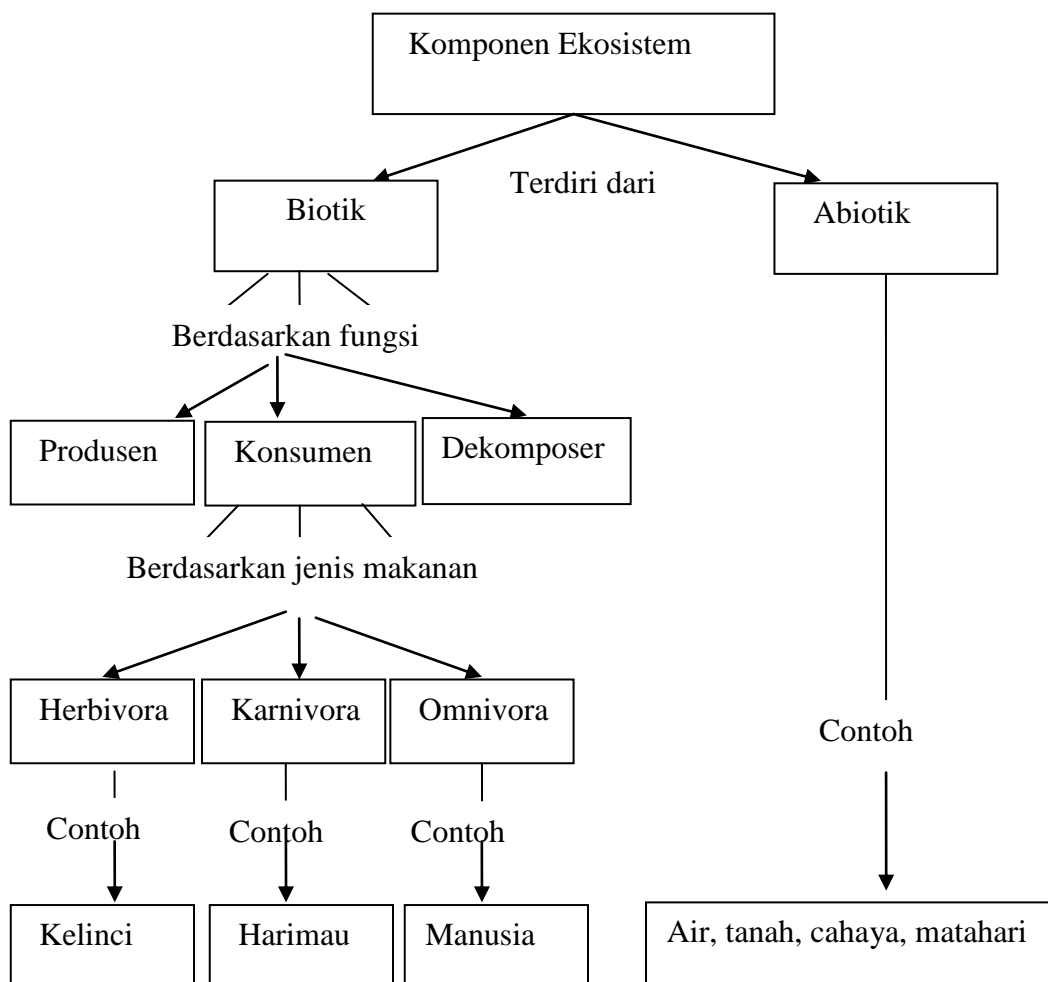 Komponen Ekosistem
Terdiri dari
Biotik
Abiotik
Berdasarkan fungsi
Produsen
Konsumen
Dekomposer
Berdasarkan jenis makanan
Herbivora
Karnivora
Omnivora
Contoh
Contoh
Contoh
Contoh
Kelinci
Harimau
Manusia
Air, tanah, cahaya, matahari